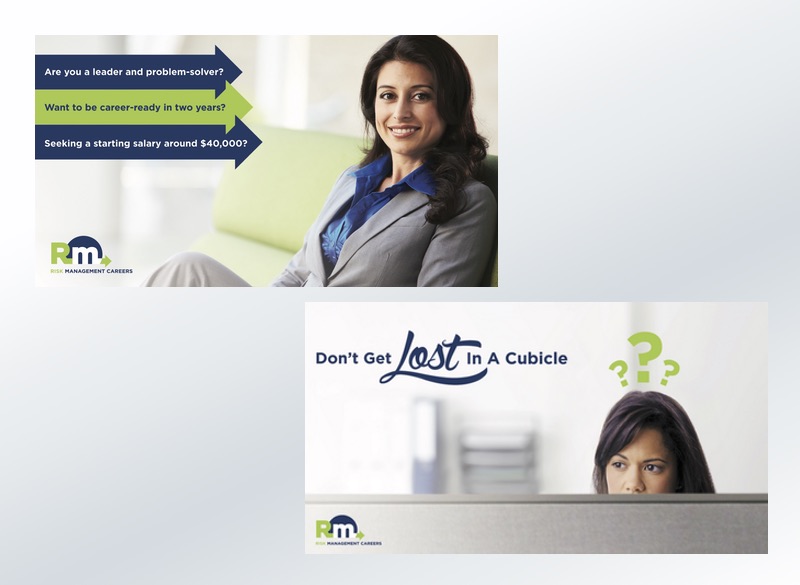 Are you a leader and problem-solver?
Want to be career-ready in two years?
Seeking a starting salary around $40,000?
Rm
RISK MANAGEMENT CAREERS
Don't Get Lost In A Cubicle
???
Rm
RISK MANAGEMENT CAREERS